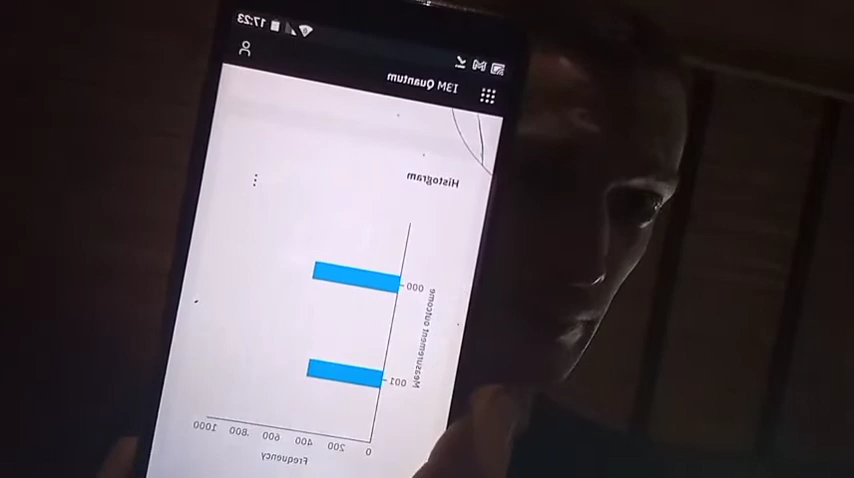 17:23
IBM Quantum
Histogram
000
001
Measurement outcome
0 200 400 600 800 1000
Frequency